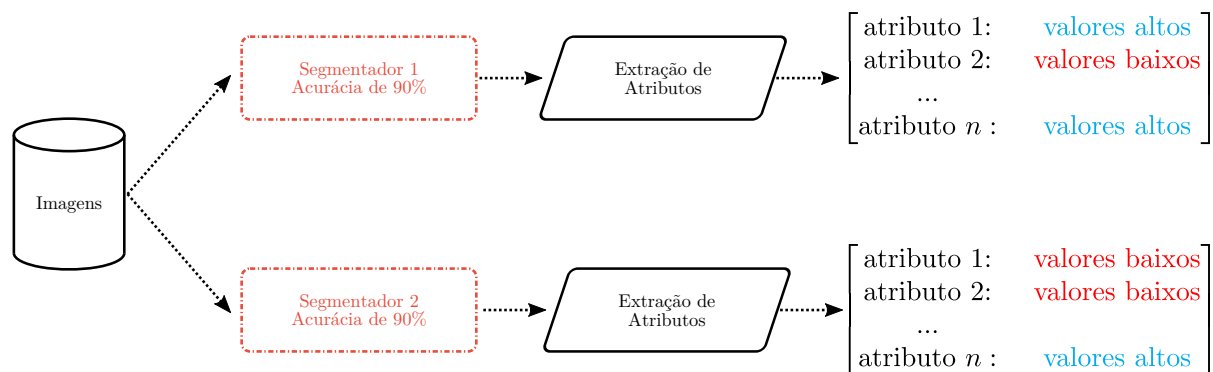 Imagens
Segmentador 1
Acurácia de 90%
Extração de
Atributos
atributo 1: valores altos
atributo 2: valores baixos
...
atributo n : valores altos
Segmentador 2
Acurácia de 90%
Extração de
Atributos
atributo 1: valores baixos
atributo 2: valores baixos
...
atributo n : valores altos